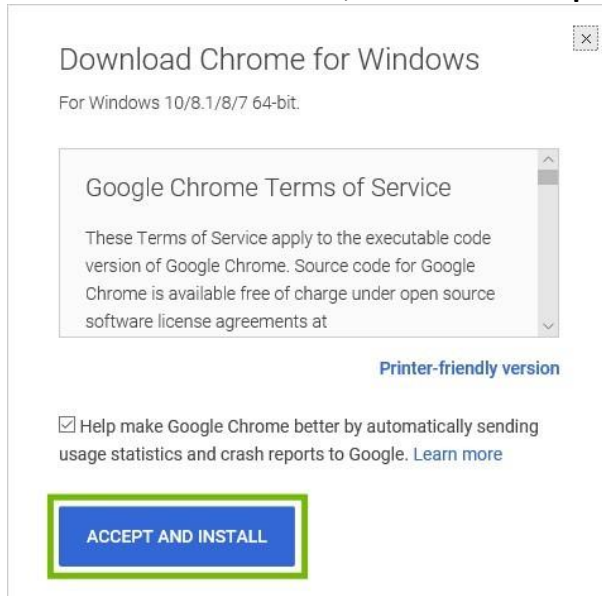 Download Chrome for Windows
For Windows 10/8.1/8/7 64-bit.
Google Chrome Terms of Service
These Terms of Service apply to the executable code
version of Google Chrome. Source code for Google
Chrome is available free of charge under open source
software license agreements at
Printer-friendly version
Help make Google Chrome better by automatically sending
usage statistics and crash reports to Google. Learn more
ACCEPT AND INSTALL